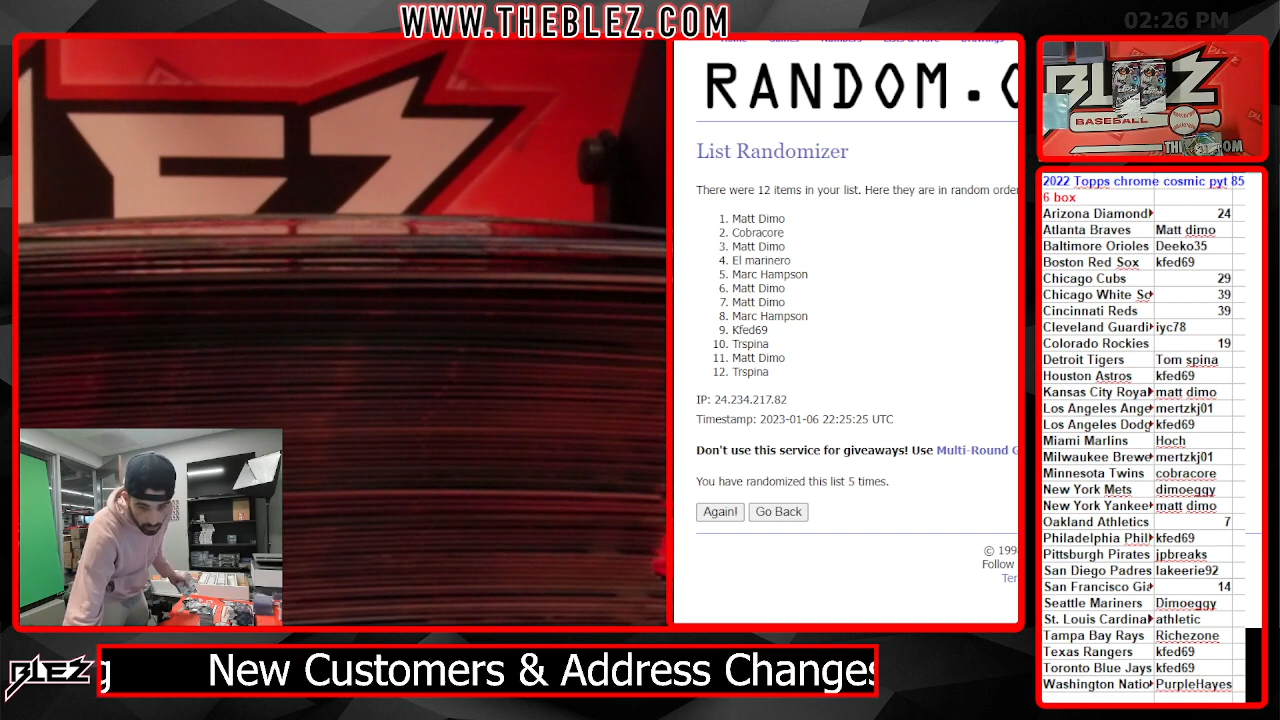 WWW.THEBLEZ.COM
02:26 PM
RANDOM.O
List Randomizer
There were 12 items in your list. Here they are in random order
1. Matt Dimo
2. Cobracore
3. Matt Dimo
4. El marinero
5. Marc Hampson
6. Matt Dimo
7. Matt Dimo
8. Marc Hampson
9. Kfed69
10. Trspina
11. Matt Dimo
12. Trspina
IP: 24.234.217.82
Timestamp: 2023-01-06 22:25:25 UTC
Don't use this service for giveaways! Use Multi-Round G
You have randomized this list 5 times.
Again! Go Back
© 199
Follow
Ter
BLEZ
BASEBALL
2022 Topps chrome cosmic pyt 85
6 box
Arizona Diamond 24
Atlanta Braves Matt dimo
Baltimore Orioles Deeko35
Boston Red Sox kfed69
Chicago Cubs 29
Chicago White So 39
Cincinnati Reds 39
Cleveland Guardi iyc78
Colorado Rockies 19
Detroit Tigers Tom spina
Houston Astros kfed69
Kansas City Roya matt dimo
Los Angeles Ange mertzkj01
Los Angeles Dodg kfed69
Miami Marlins Hoch
Milwaukee Brewe mertzkj01
Minnesota Twins cobracore
New York Mets dimoeggy
New York Yankee matt dimo
Oakland Athletics 7
Philadelphia Phil kfed69
Pittsburgh Pirates jpbreaks
San Diego Padres lakeerie92
San Francisco Gia 14
Seattle Mariners Dimoeggy
St. Louis Cardina athletic
Tampa Bay Rays Richezone
Texas Rangers kfed69
Toronto Blue Jays kfed69
Washington Natio PurpleHayes
BLEZ
g New Customers & Address Changes